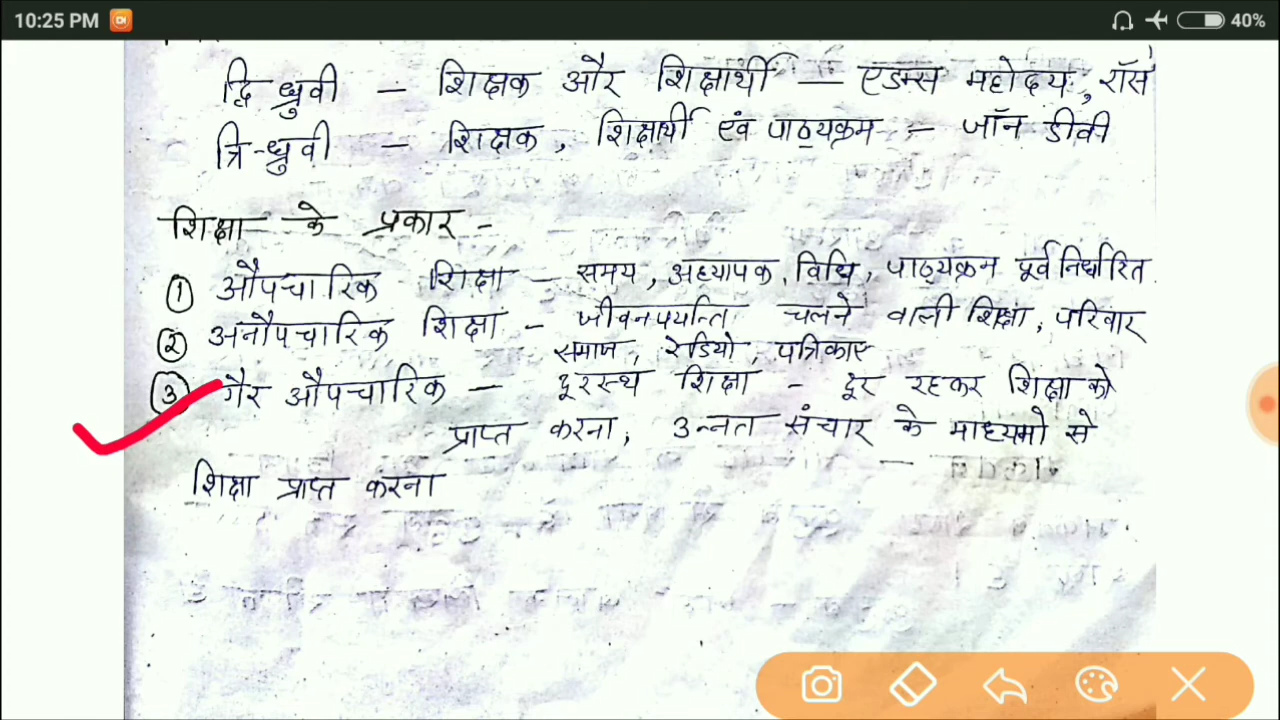 10:25 PM 40%
द्वि ध्रुवी – शिक्षक और शिक्षार्थी – एडम्स महोदय, रॉस
त्रि-ध्रुवी – शिक्षक, शिक्षार्थी एवं पाठ्यक्रम – जॉन डीवी
शिक्षा के प्रकार –
① औपचारिक शिक्षा – समय, अध्यापक, विधि, पाठ्यक्रम पूर्व निर्धारित
② अनौपचारिक शिक्षा – जीवनपर्यन्त चलने वाली शिक्षा, परिवार
समाज, रेडियो, पत्रिकाए
③ गैर औपचारिक – दूरस्थ शिक्षा – दूर रहकर शिक्षा को
प्राप्त करना, उन्नत संचार के माध्यमो से
शिक्षा प्राप्त करना